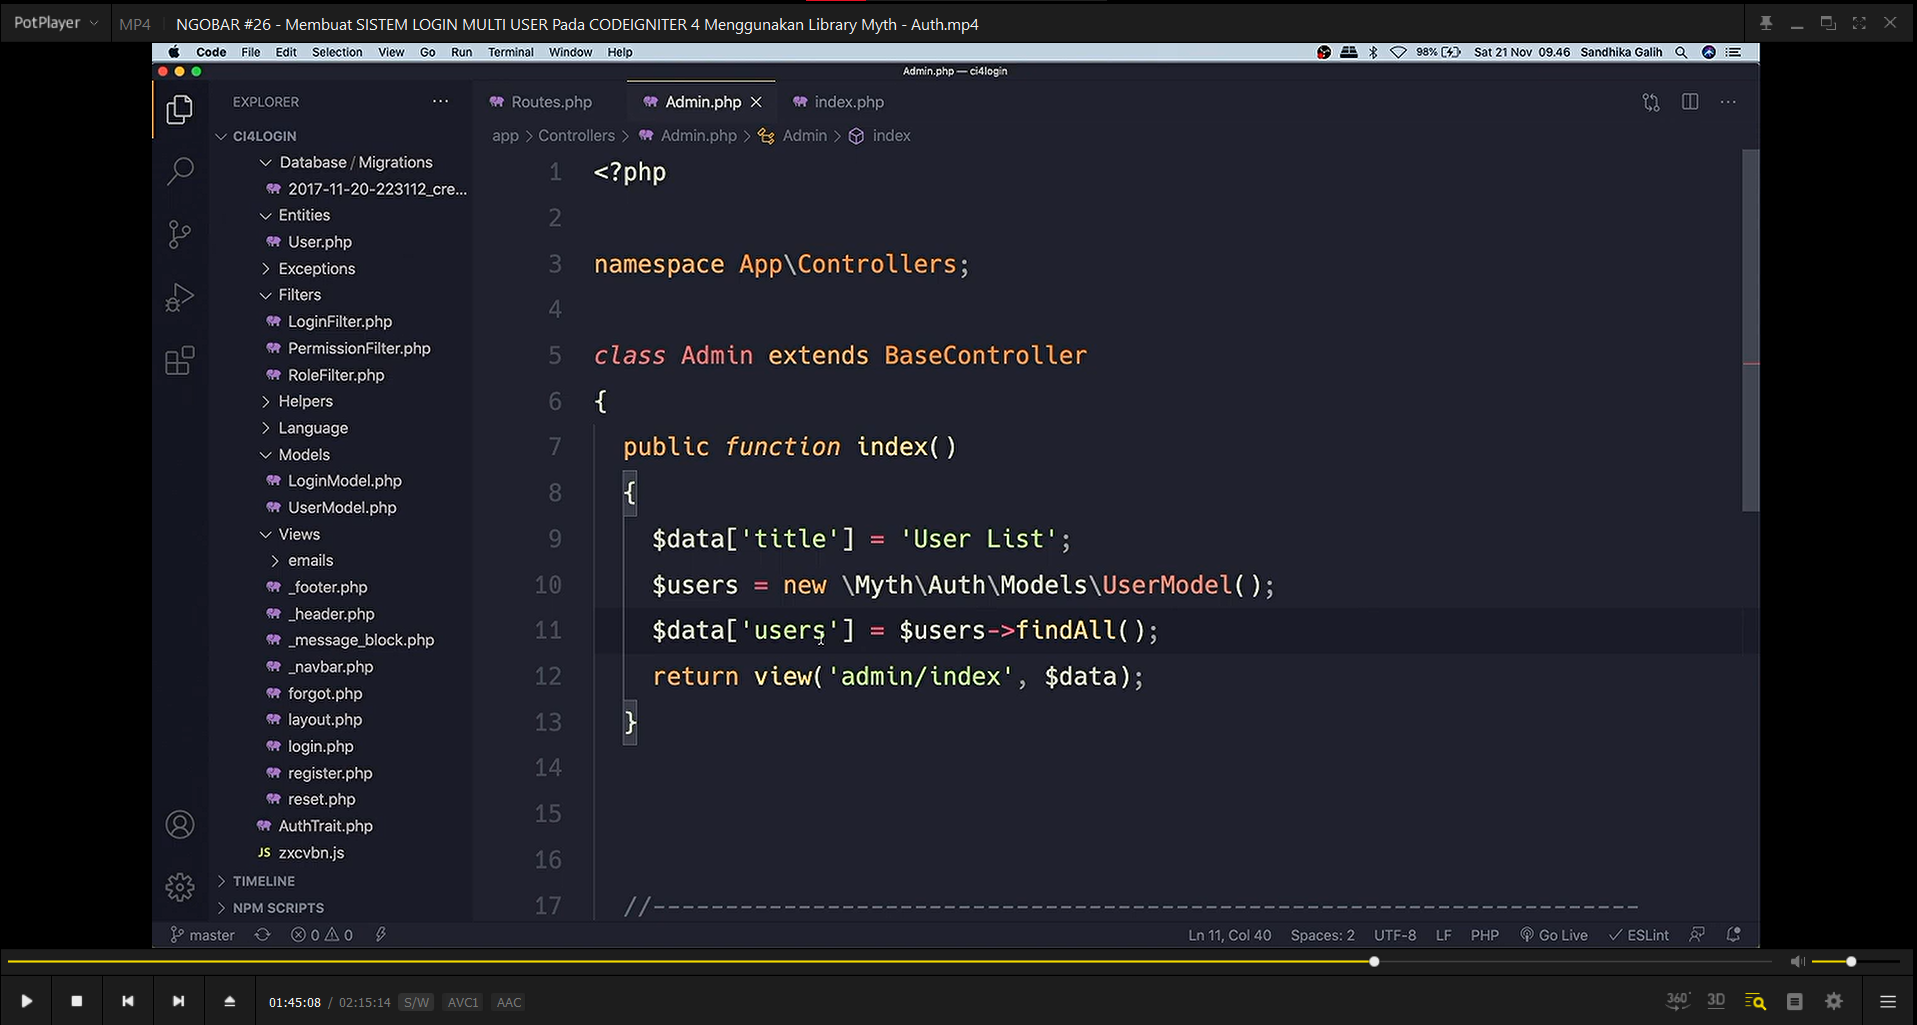 PotPlayer
MP4
NGOBAR #26 - Membuat SISTEM LOGIN MULTI USER Pada CODEIGNITER 4 Menggunakan Library Myth - Auth.mp4
Code File Edit Selection View Go Run Terminal Window Help
98% Sat 21 Nov 09.46 Sandhika Galih
Admin.php — ci4login
EXPLORER ...
CI4LOGIN
Database / Migrations
2017-11-20-223112_cre...
Entities
User.php
Exceptions
Filters
LoginFilter.php
PermissionFilter.php
RoleFilter.php
Helpers
Language
Models
LoginModel.php
UserModel.php
Views
emails
_footer.php
_header.php
_message_block.php
_navbar.php
forgot.php
layout.php
login.php
register.php
reset.php
AuthTrait.php
JS zxcvbn.js
TIMELINE
NPM SCRIPTS
Routes.php Admin.php index.php
app > Controllers > Admin.php > Admin > index
1 <?php
2
3 namespace App\Controllers;
4
5 class Admin extends BaseController
6 {
7 public function index()
8 {
9 $data['title'] = 'User List';
10 $users = new \Myth\Auth\Models\UserModel();
11 $data['users'] = $users->findAll();
12 return view('admin/index', $data);
13 }
14
15
16
17 //--------------------------------------------------------------------
master 0 0
Ln 11, Col 40 Spaces: 2 UTF-8 LF PHP Go Live ESLint
01:45:08 / 02:15:14 S/W AVC1 AAC
360° 3D